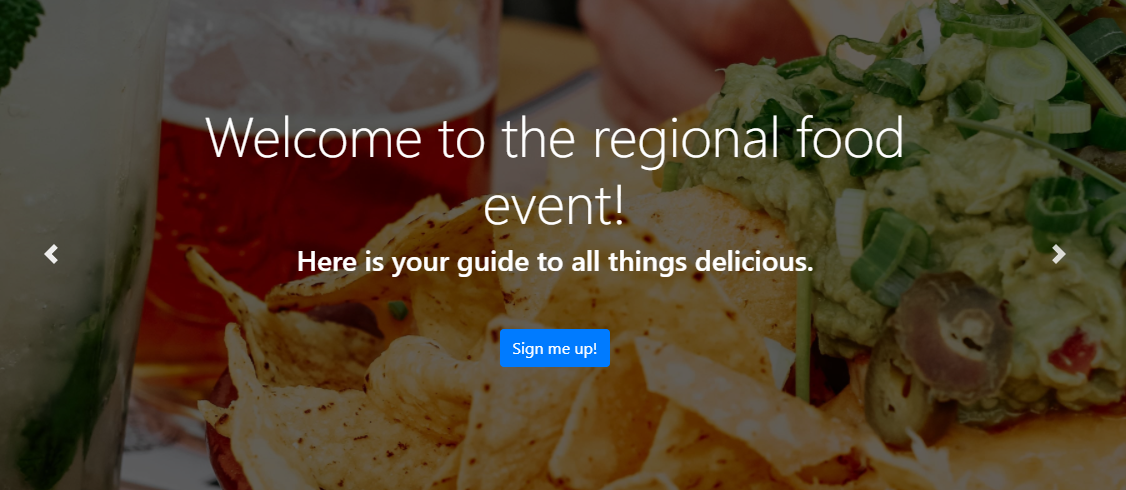 Welcome to the regional food
event!
Here is your guide to all things delicious.
Sign me up!